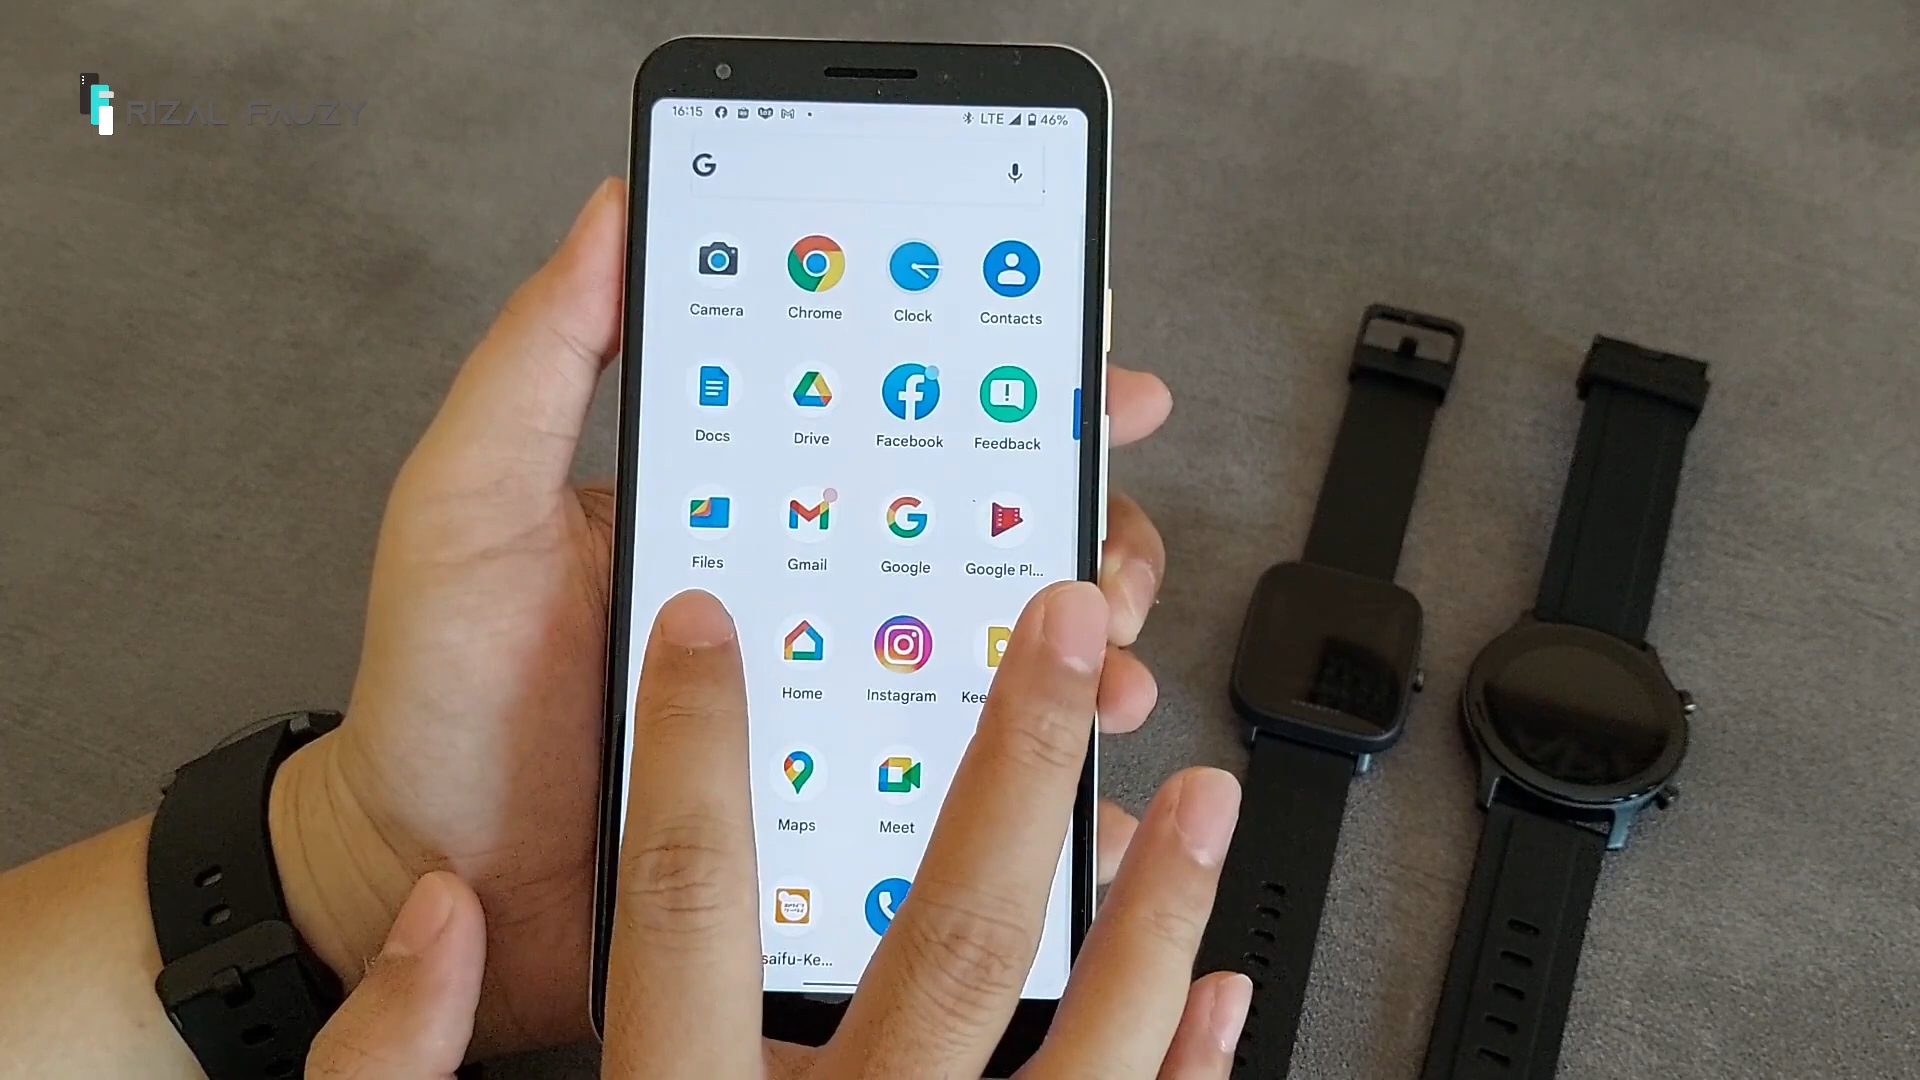 RIZAL FAUZY
16:15
LTE 46%
Camera
Chrome
Clock
Contacts
Docs
Drive
Facebook
Feedback
Files
Gmail
Google
Google Pl...
Home
Instagram
Kee
Maps
Meet
saifu-Ke...